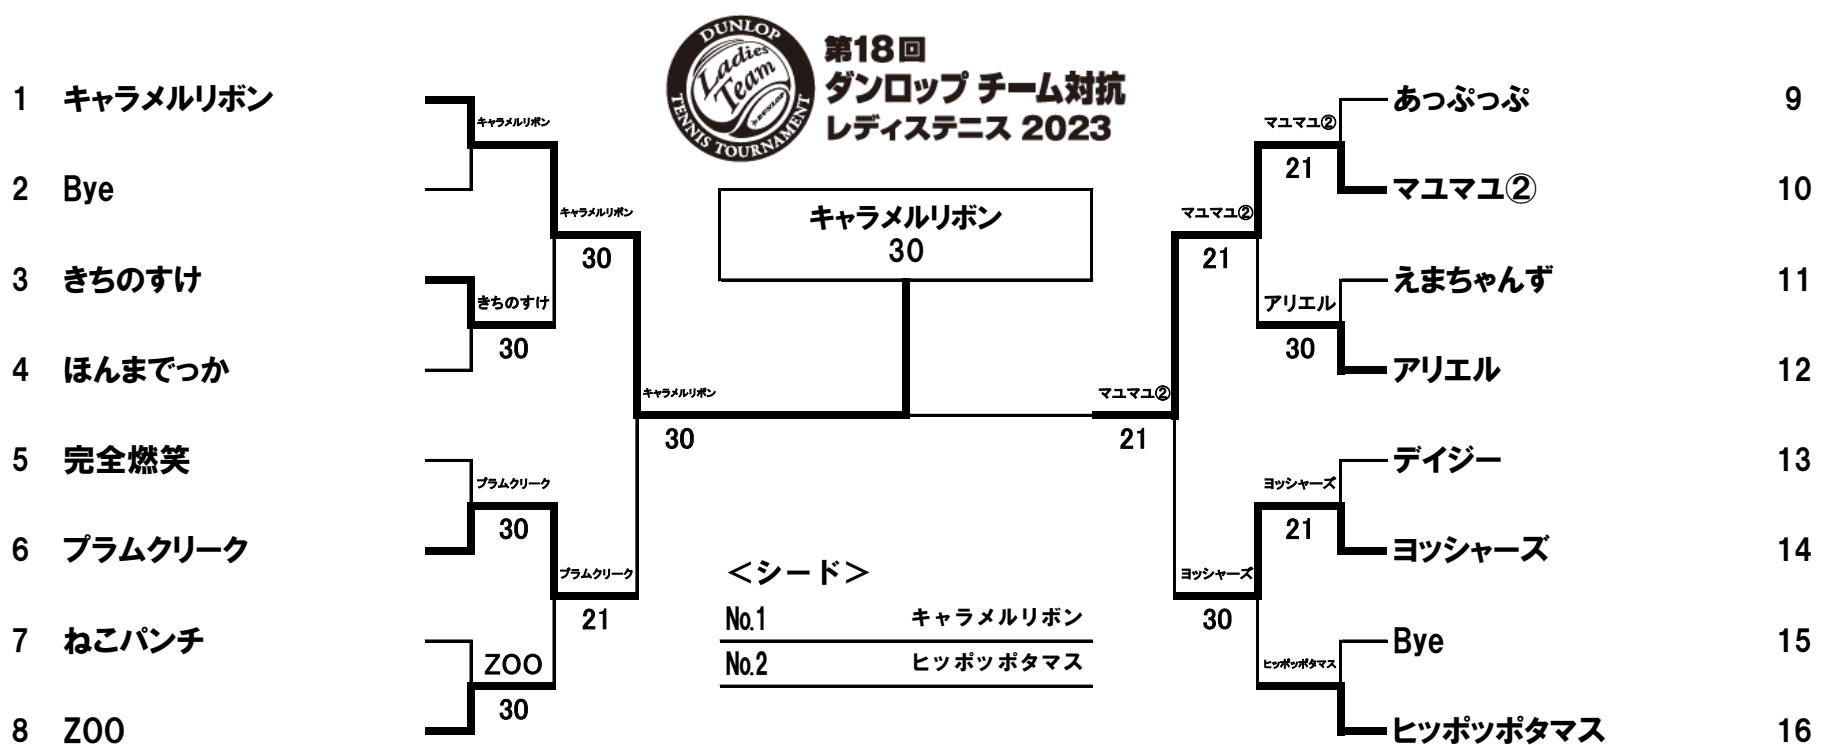 DUNLOP
Ladies
Team
DUNLOP
TENNIS TOURNAMENT
第18回
ダンロップ チーム対抗
レディステニス 2023
1 キャラメルリボン
2 Bye
3 きちのすけ
4 ほんまでっか
5 完全燃笑
6 プラムクリーク
7 ねこパンチ
8 ZOO
キャラメルリボン
きちのすけ
30
プラムクリーク
30
ZOO
30
キャラメルリボン
30
プラムクリーク
21
キャラメルリボン
30
キャラメルリボン
30
マユマユ②
21
マユマユ②
21
ヨッシャーズ
30
マユマユ②
21
アリエル
30
ヨッシャーズ
21
ヒッポッポタマス
あっぷっぷ 9
マユマユ② 10
えまちゃんず 11
アリエル 12
デイジー 13
ヨッシャーズ 14
Bye 15
ヒッポッポタマス 16
＜シード＞
No.1 キャラメルリボン
No.2 ヒッポッポタマス